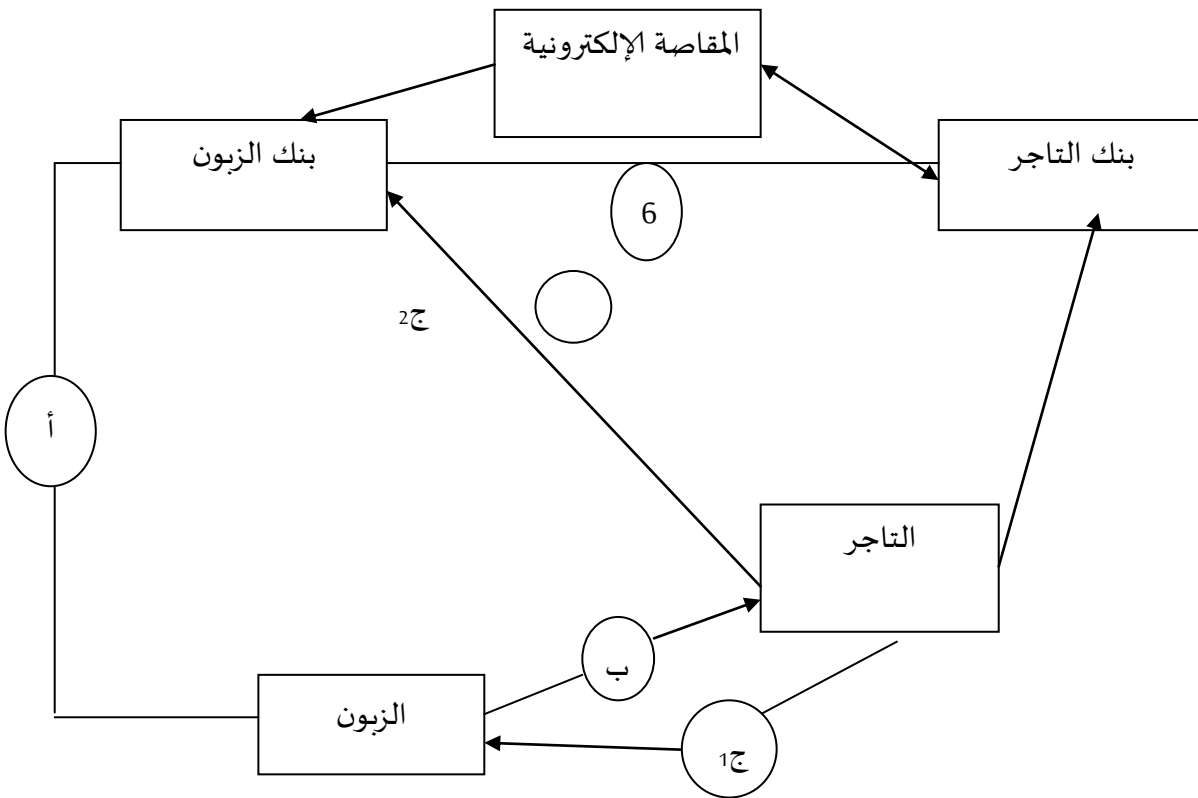 المقاصة الإلكترونية
بنك الزبون
بنك التاجر
6
ج2
أ
التاجر
ب
الزبون
ج1